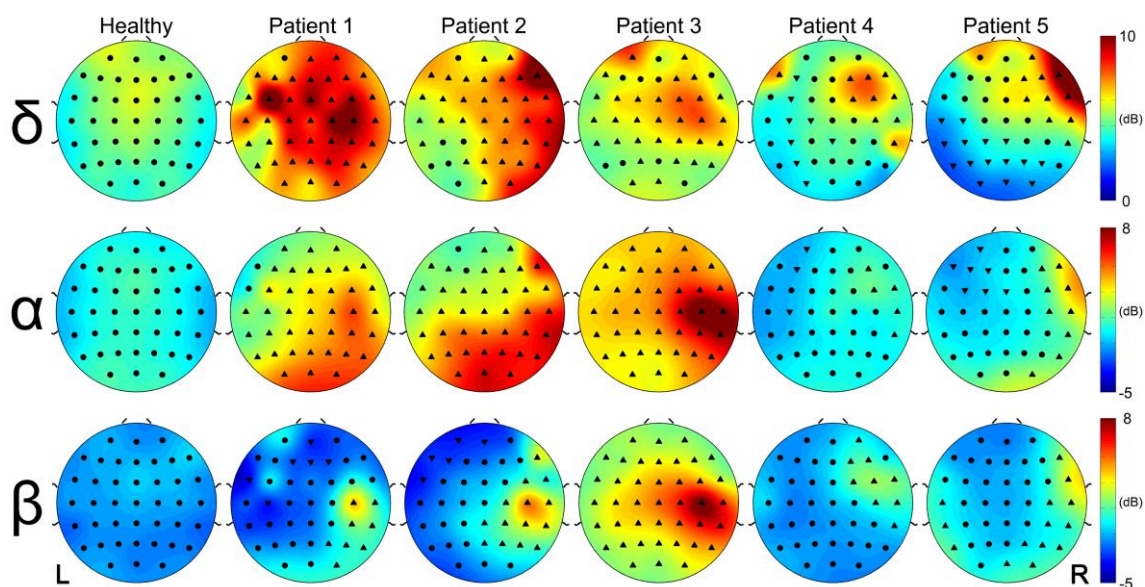 Healthy Patient 1 Patient 2 Patient 3 Patient 4 Patient 5
δ 10 (dB) 0
α 8 (dB) -5
β 8 (dB) -5
L R